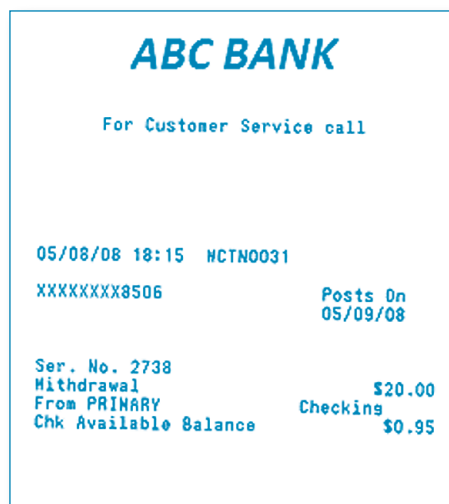 ABC BANK
For Customer Service call
05/08/08 18:15 WCTN0031
XXXXXXXX8506 Posts On
05/09/08
Ser. No. 2738
Withdrawal $20.00
From PRIMARY Checking
Chk Available Balance $0.95